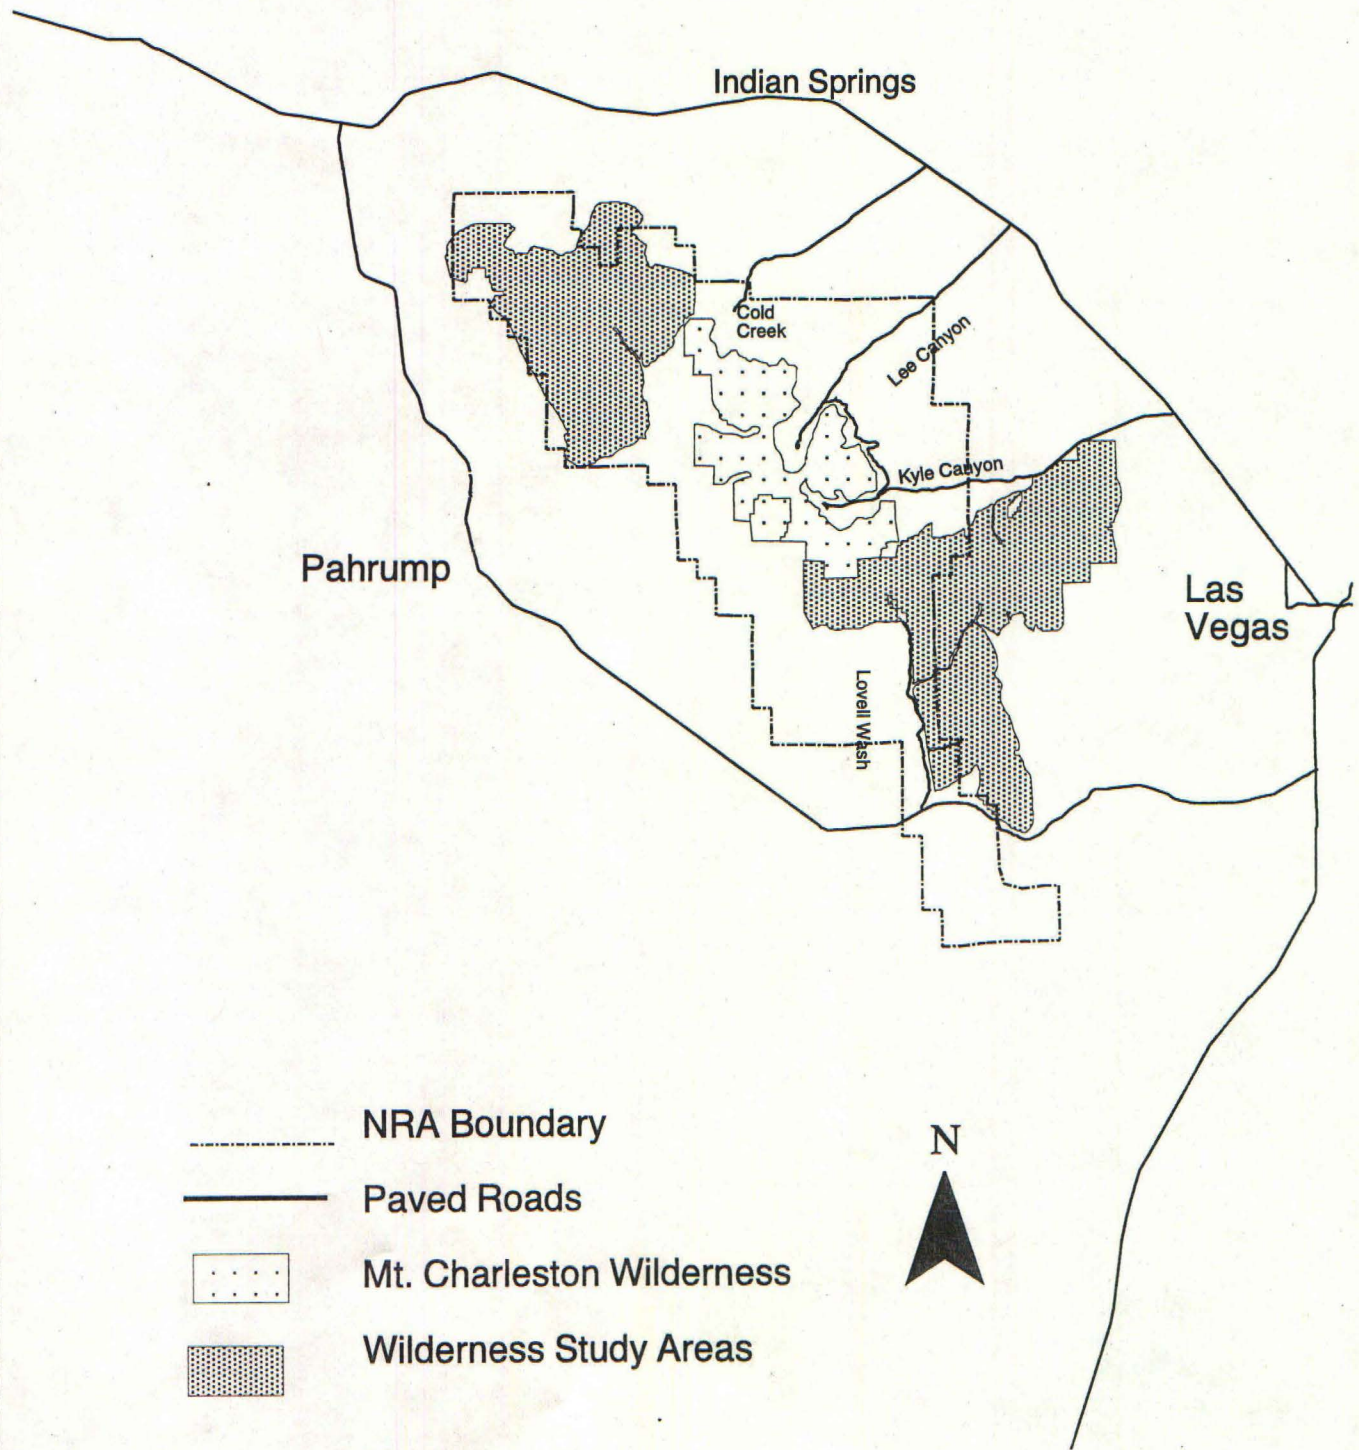 Indian Springs
Cold
Creek
Lee Canyon
Kyle Canyon
Pahrump
Las
Vegas
Lovell Wash
NRA Boundary
N
Paved Roads
Mt. Charleston Wilderness
Wilderness Study Areas